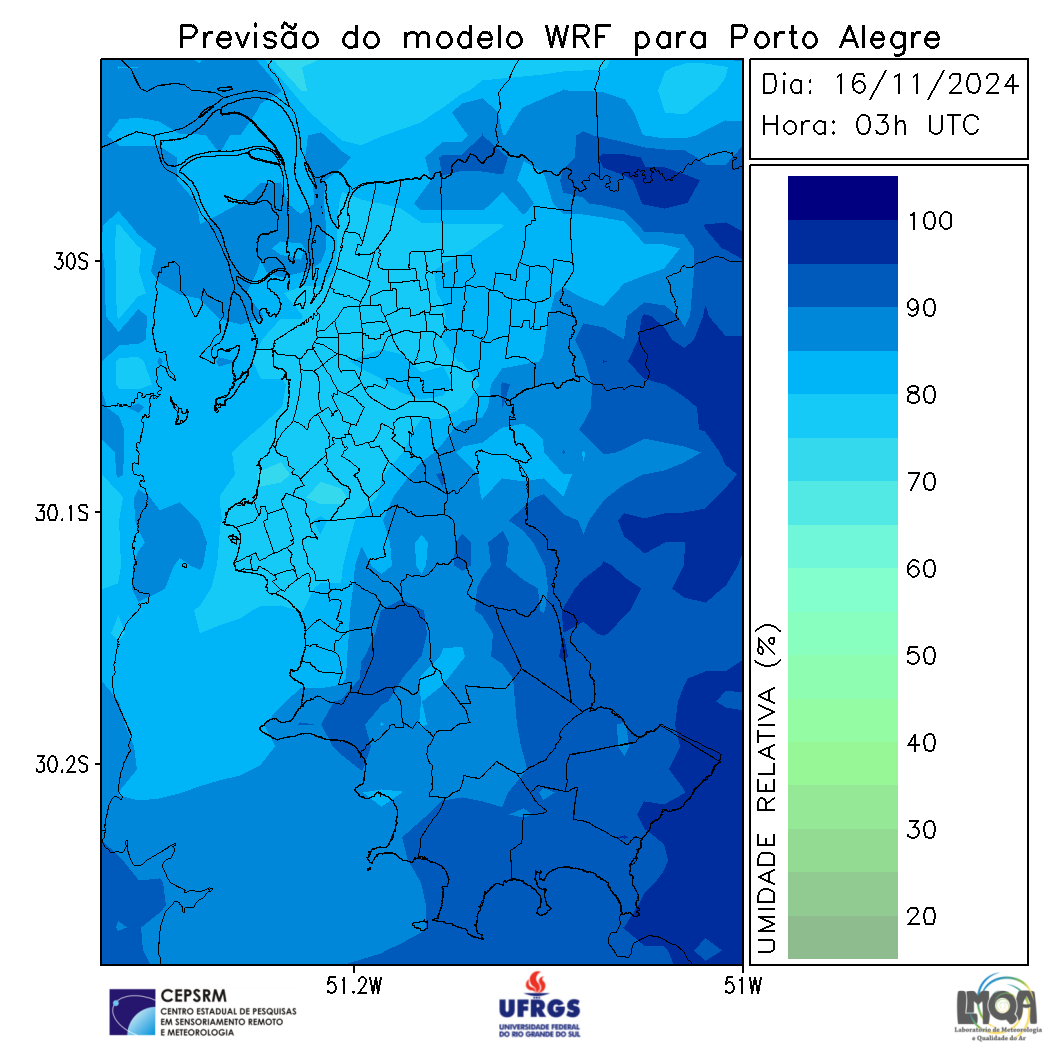 Previsão do modelo WRF para Porto Alegre
Dia: 16/11/2024
Hora: 03h UTC
30S
30.1S
30.2S
51.2W
51W
100
90
80
70
60
50
40
30
20
UMIDADE RELATIVA (%)
CEPSRM
CENTRO ESTADUAL DE PESQUISAS
EM SENSORIAMENTO REMOTO
E METEOROLOGIA
UFRGS
UNIVERSIDADE FEDERAL
DO RIO GRANDE DO SUL
LMQA
Laboratório de Meteorologia
e Qualidade do Ar